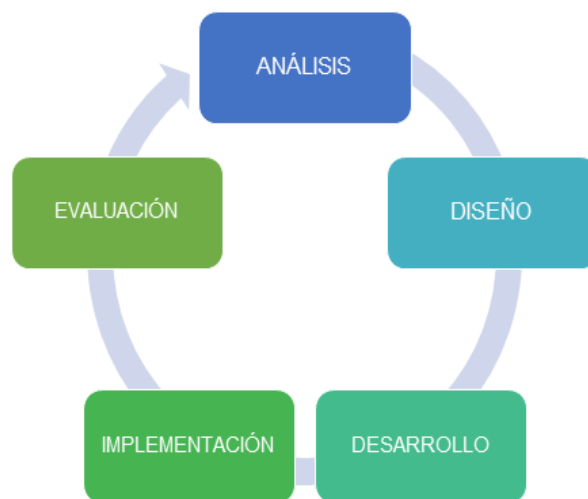 ANÁLISIS
DISEÑO
DESARROLLO
IMPLEMENTACIÓN
EVALUACIÓN